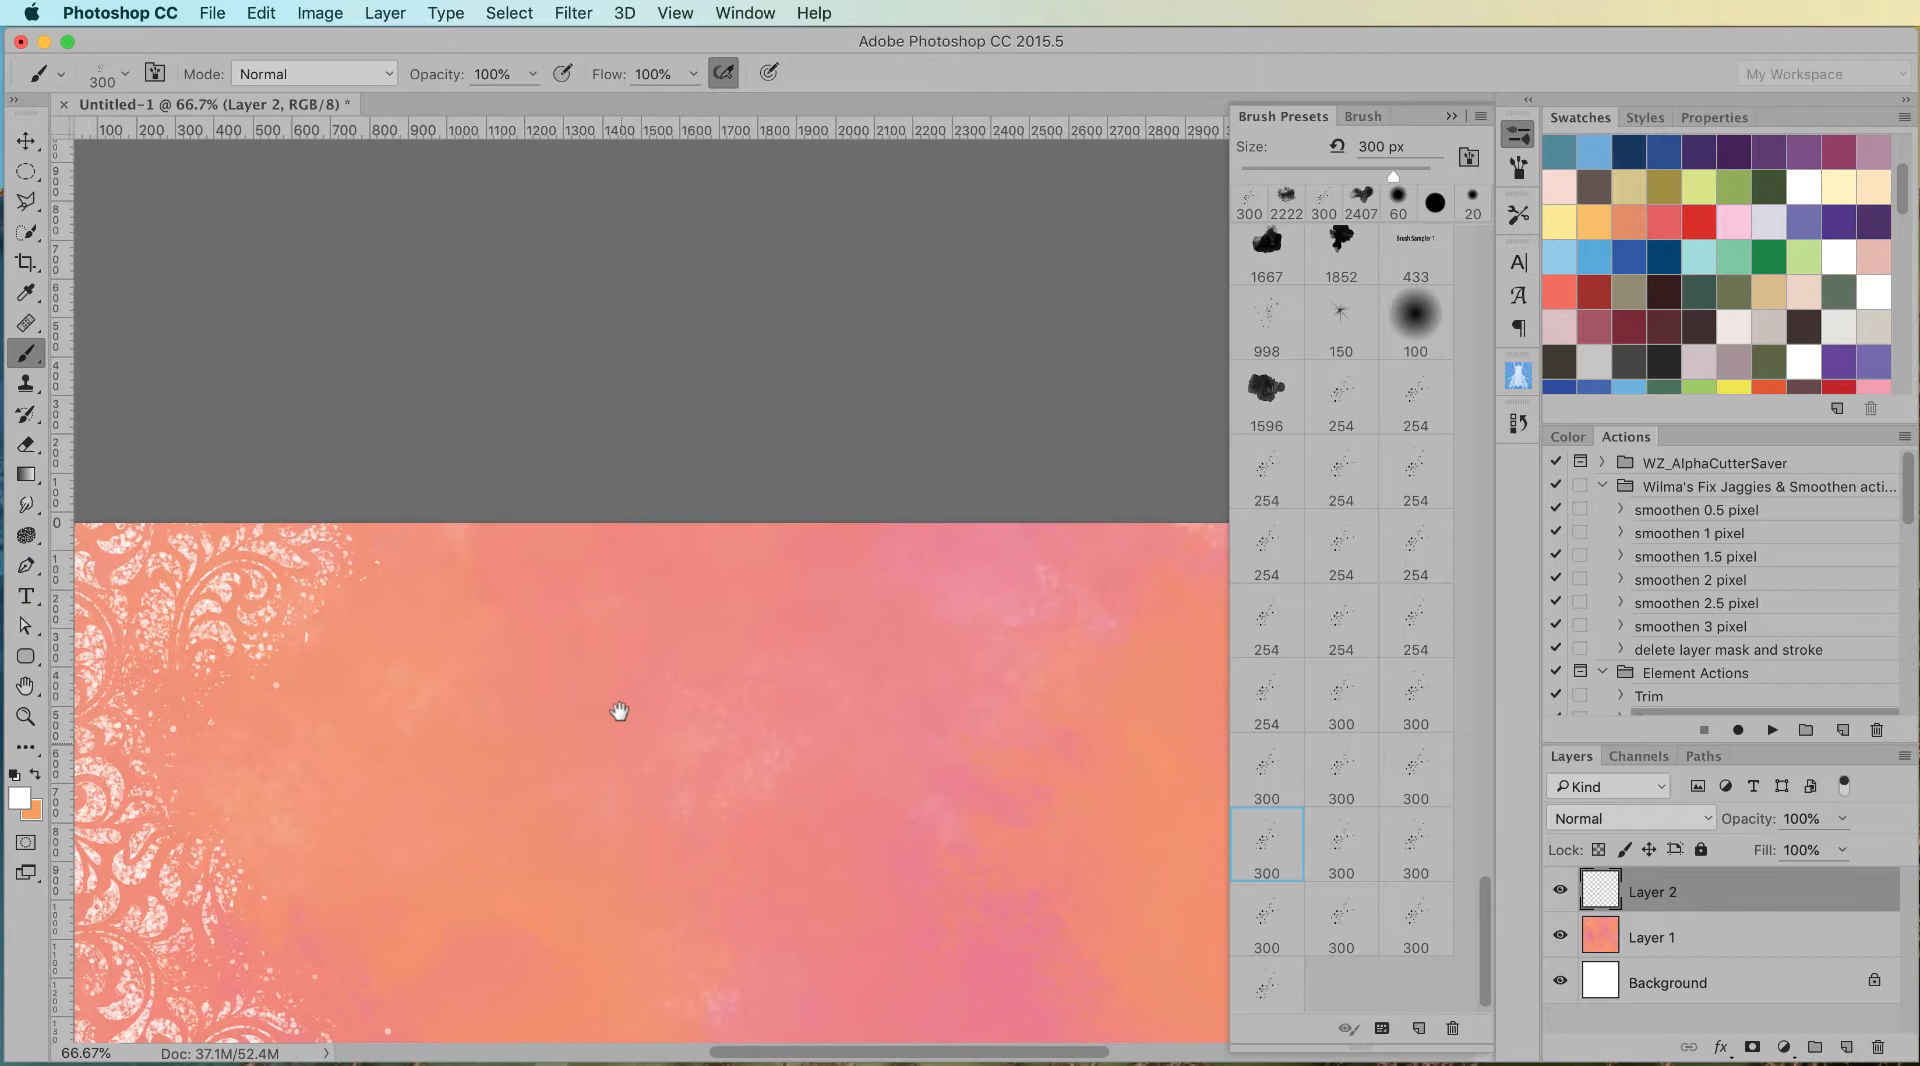 Photoshop CC File Edit Image Layer Type Select Filter 3D View Window Help
Adobe Photoshop CC 2015.5
300 Mode: Normal Opacity: 100% Flow: 100% My Workspace
Untitled-1 @ 66.7% (Layer 2, RGB/8) *
100 200 300 400 500 600 700 800 900 1000 1100 1200 1300 1400 1500 1600 1700 1800 1900 2000 2100 2200 2300 2400 2500 2600 2700 2800 2900
Brush Presets Brush
Size: 300 px
300 2222 300 2407 60 20
Brush Sampler 1
1667 1852 433
998 150 100
1596 254 254
254 254 254
254 254 254
254 254 254
254 300 300
300 300 300
300 300 300
300 300 300
Swatches Styles Properties
Color Actions
WZ_AlphaCutterSaver
Wilma's Fix Jaggies & Smoothen acti...
smoothen 0.5 pixel
smoothen 1 pixel
smoothen 1.5 pixel
smoothen 2 pixel
smoothen 2.5 pixel
smoothen 3 pixel
delete layer mask and stroke
Element Actions
Trim
Layers Channels Paths
Kind
Normal Opacity: 100%
Lock: Fill: 100%
Layer 2
Layer 1
Background
fx
66.67% Doc: 37.1M/52.4M